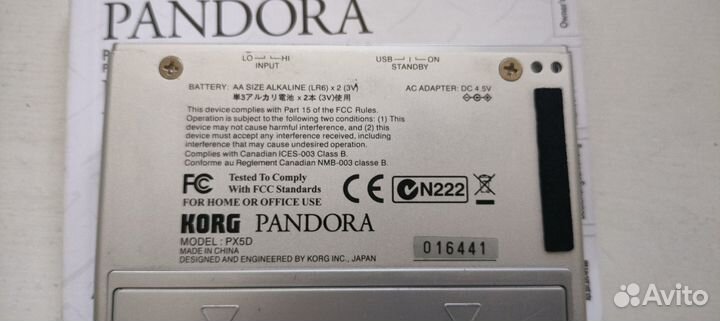 PANDORA
LO HI
INPUT
USB I ON
STANDBY
BATTERY: AA SIZE ALKALINE (LR6) x 2 (3V)
単3アルカリ電池 x 2本 (3V)使用
AC ADAPTER: DC 4.5V
This device complies with Part 15 of the FCC Rules.
Operation is subject to the following two conditions: (1) This
device may not cause harmful interference, and (2) this
device must accept any interference received, including
interference that may cause undesired operation.
Complies with Canadian ICES-003 Class B.
Conforme au Reglement Canadien NMB-003 classe B.
FC Tested To Comply
With FCC Standards
FOR HOME OR OFFICE USE
CE
N222
KORG PANDORA
MODEL: PX5D
MADE IN CHINA
DESIGNED AND ENGINEERED BY KORG INC., JAPAN
016441
Avito